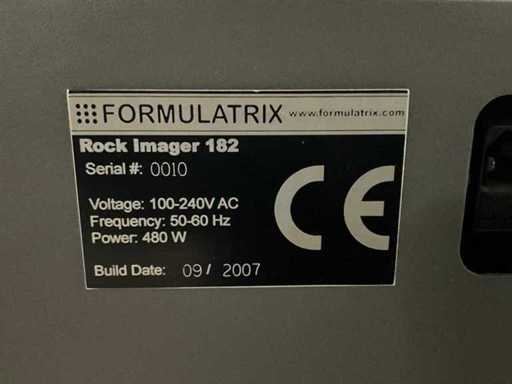 FORMULATRIX www.formulatrix.com
Rock Imager 182
Serial #: 0010
Voltage: 100-240V AC
Frequency: 50-60 Hz
Power: 480 W
CE
Build Date: 09/ 2007